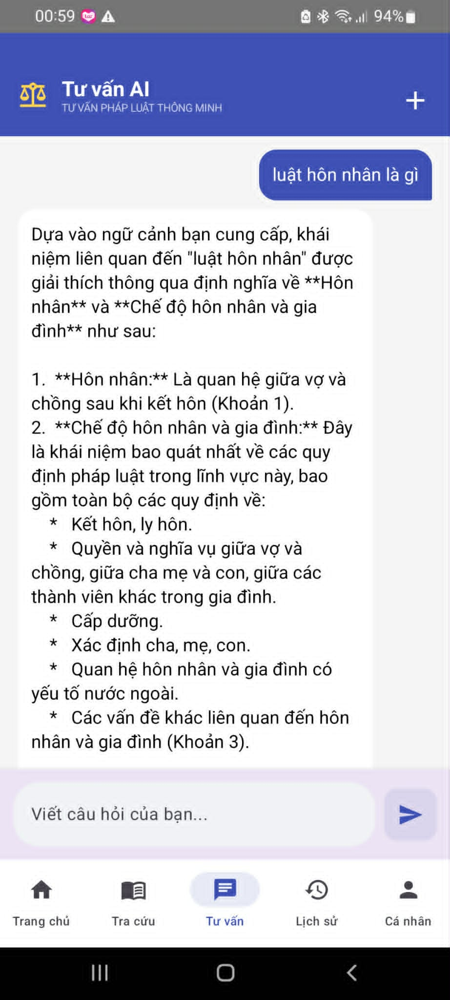 00:59
laz
94%
Tư vấn AI
TƯ VẤN PHÁP LUẬT THÔNG MINH
luật hôn nhân là gì
Dựa vào ngữ cảnh bạn cung cấp, khái
niệm liên quan đến "luật hôn nhân" được
giải thích thông qua định nghĩa về **Hôn
nhân** và **Chế độ hôn nhân và gia
đình** như sau:
1. **Hôn nhân:** Là quan hệ giữa vợ và
chồng sau khi kết hôn (Khoản 1).
2. **Chế độ hôn nhân và gia đình:** Đây
là khái niệm bao quát nhất về các quy
định pháp luật trong lĩnh vực này, bao
gồm toàn bộ các quy định về:
* Kết hôn, ly hôn.
* Quyền và nghĩa vụ giữa vợ và
chồng, giữa cha mẹ và con, giữa các
thành viên khác trong gia đình.
* Cấp dưỡng.
* Xác định cha, mẹ, con.
* Quan hệ hôn nhân và gia đình có
yếu tố nước ngoài.
* Các vấn đề khác liên quan đến hôn
nhân và gia đình (Khoản 3).
Viết câu hỏi của bạn...
Trang chủ
Tra cứu
Tư vấn
Lịch sử
Cá nhân